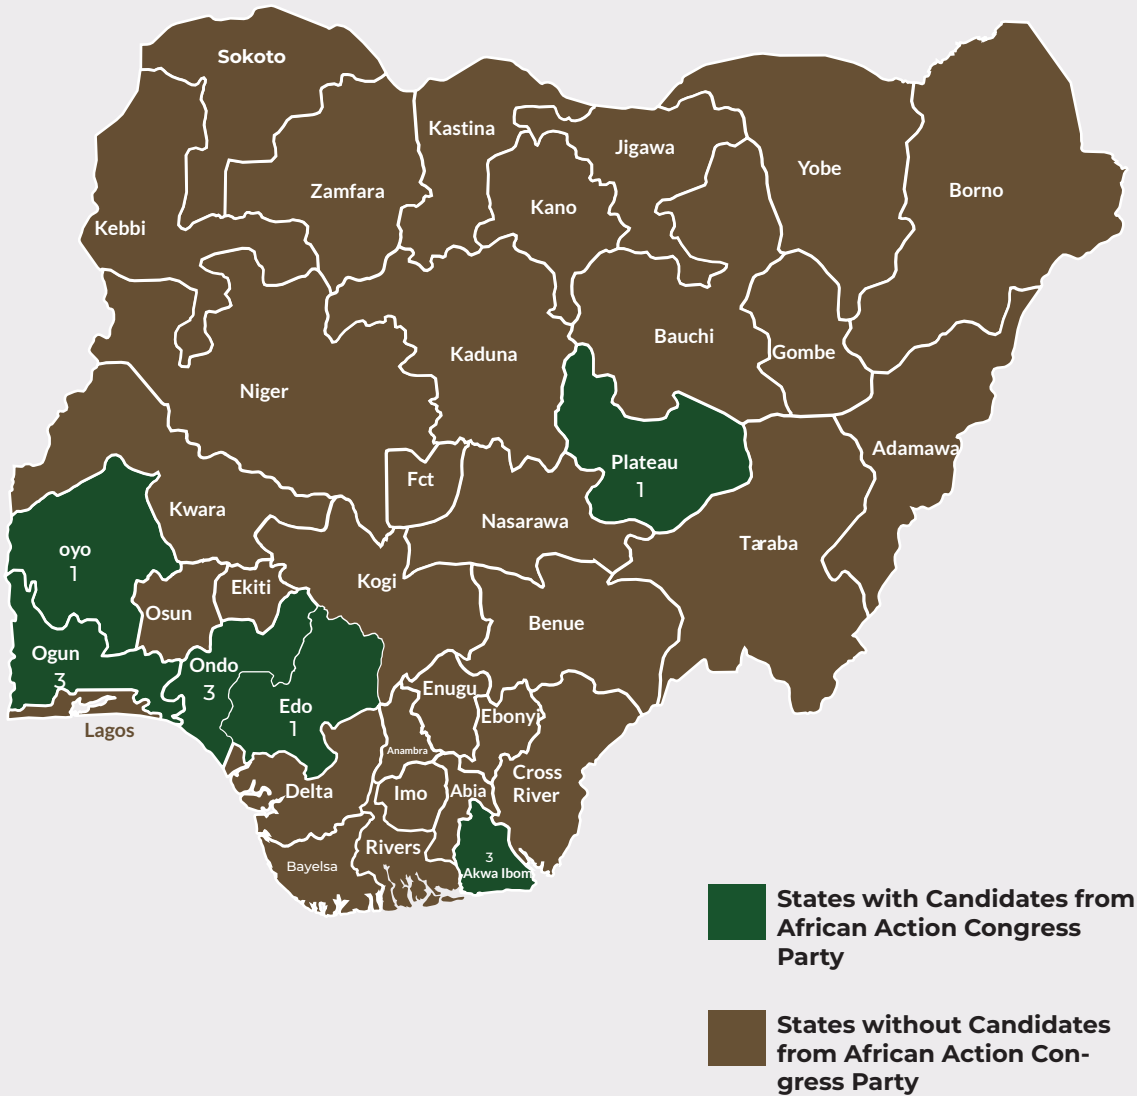 Sokoto
Kastina
Jigawa
Yobe
Borno
Zamfara
Kano
Kebbi
Bauchi
Gombe
Kaduna
Niger
Adamawa
Plateau
1
Fct
Kwara
Nasarawa
Taraba
oyo
1
Kogi
Ekiti
Osun
Benue
Ogun
3
Ondo
3
Enugu
Edo
1
Ebonyi
Lagos
Anambra
Cross
River
Delta
Imo
Abia
Rivers
Bayelsa
3
Akwa Ibom
States with Candidates from
African Action Congress
Party
States without Candidates
from African Action Con-
gress Party